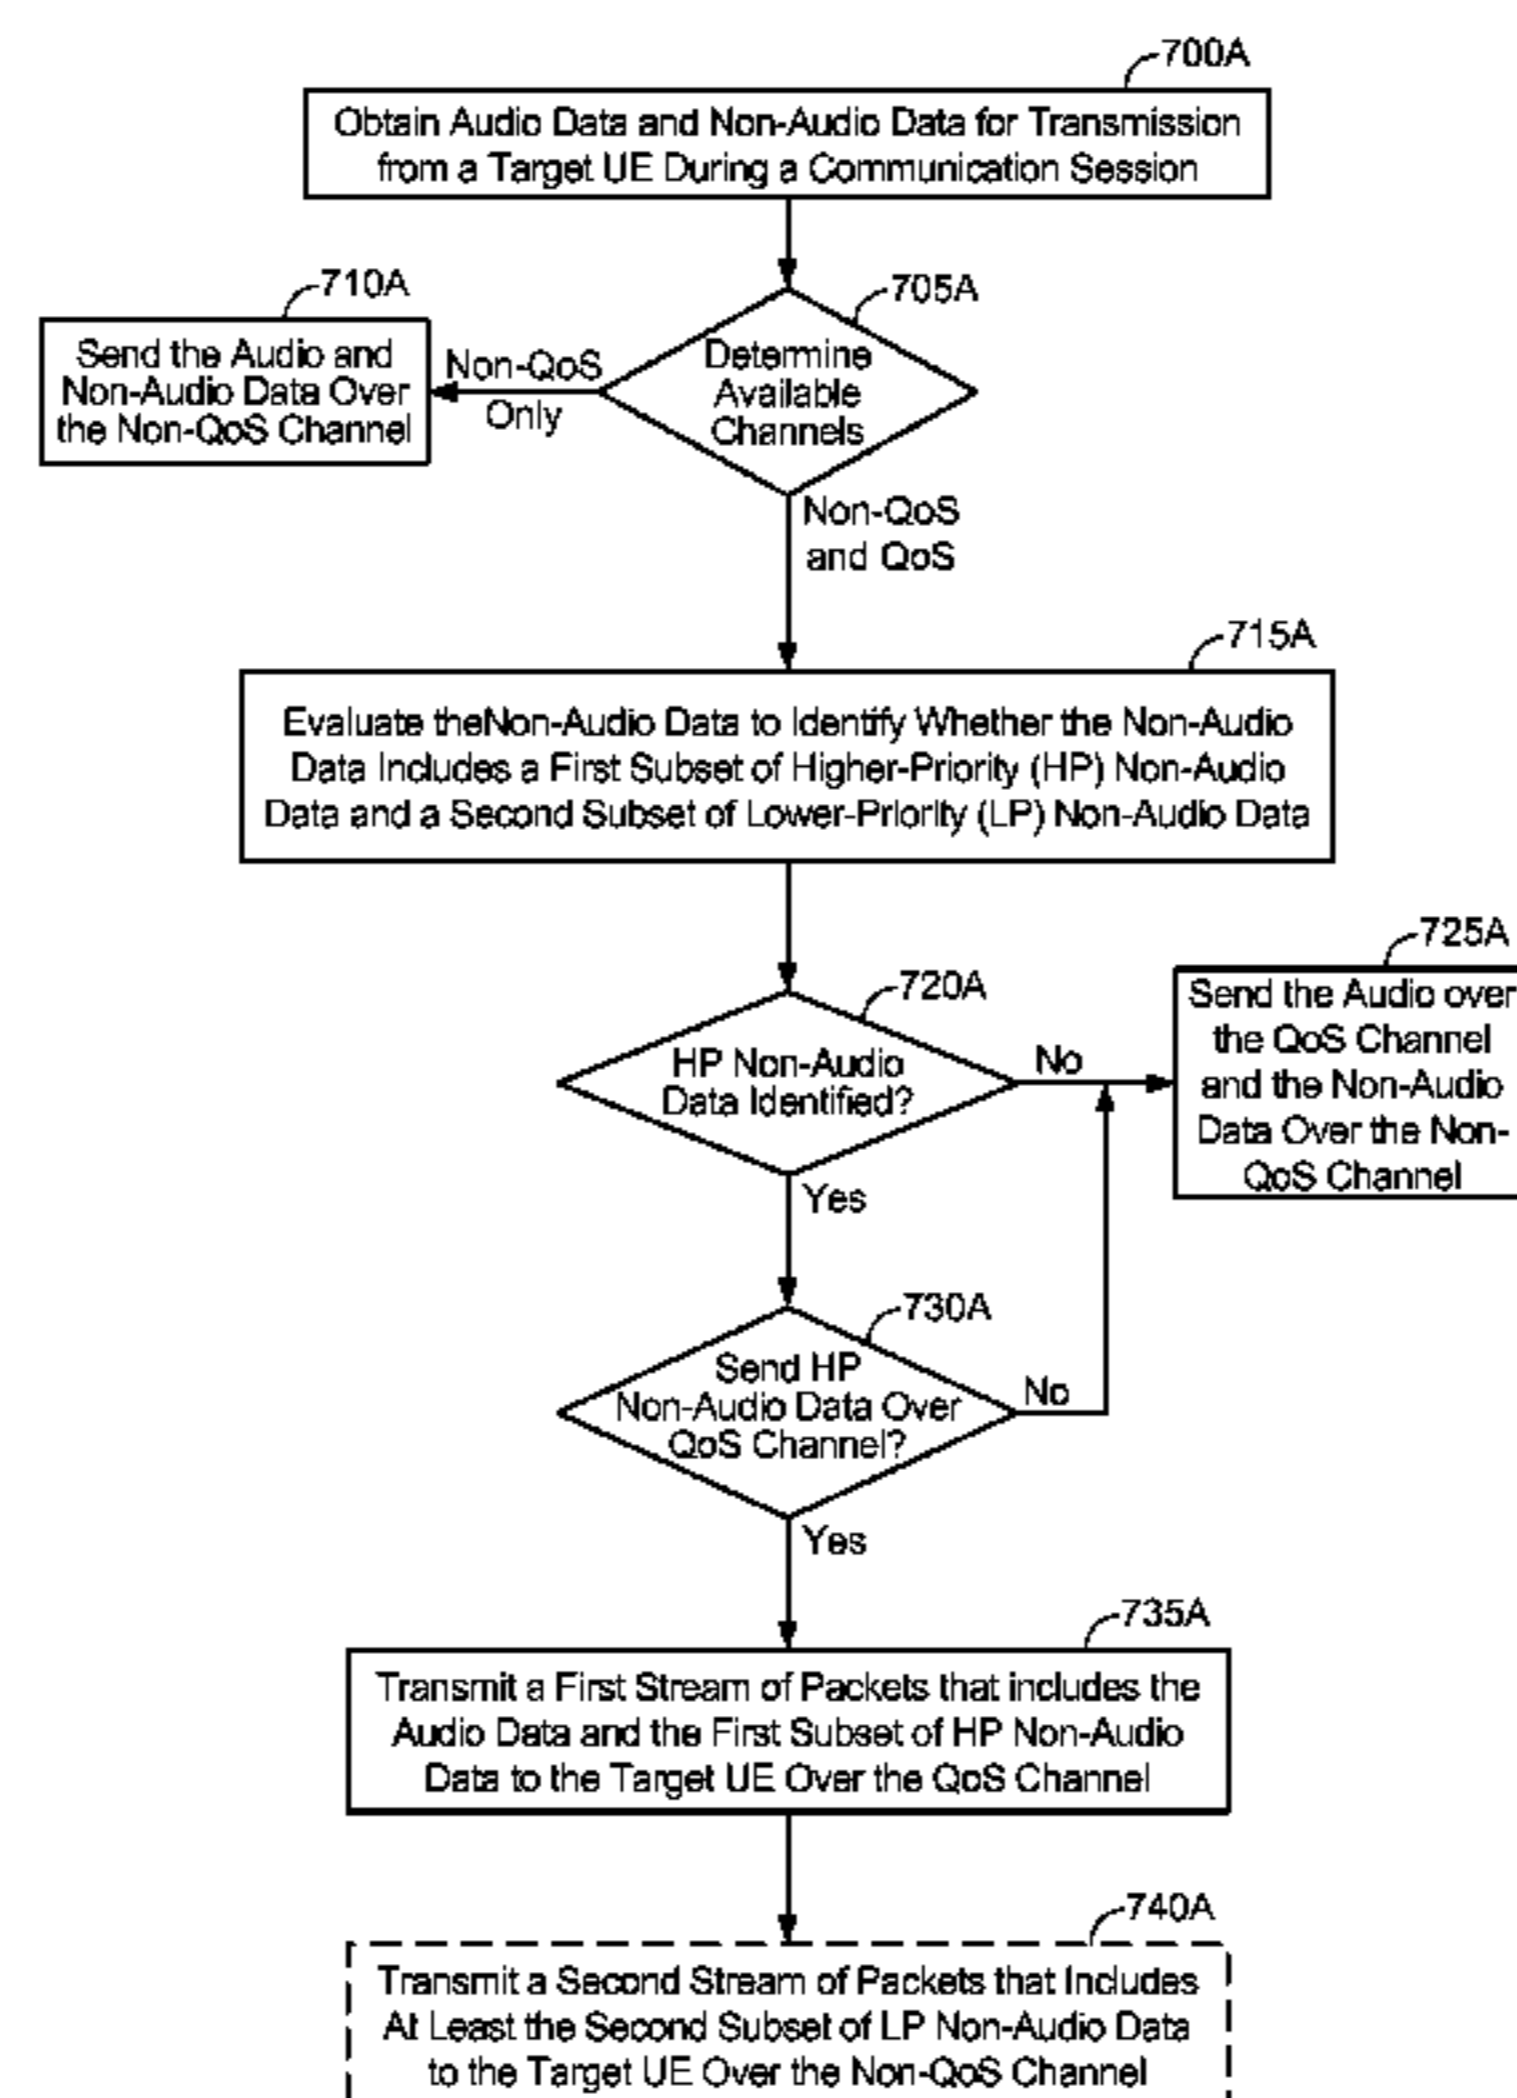 700A
Obtain Audio Data and Non-Audio Data for Transmission
from a Target UE During a Communication Session
710A
705A
Send the Audio and
Non-Audio Data Over
the Non-QoS Channel
Non-QoS
Only
Determine
Available
Channels
Non-QoS
and QoS
715A
Evaluate theNon-Audio Data to Identify Whether the Non-Audio
Data Includes a First Subset of Higher-Priority (HP) Non-Audio
Data and a Second Subset of Lower-Priority (LP) Non-Audio Data
725A
720A
HP Non-Audio
Data Identified?
No
Send the Audio over
the QoS Channel
and the Non-Audio
Data Over the Non-
QoS Channel
Yes
730A
Send HP
Non-Audio Data Over
QoS Channel?
No
Yes
735A
Transmit a First Stream of Packets that includes the
Audio Data and the First Subset of HP Non-Audio
Data to the Target UE Over the QoS Channel
740A
Transmit a Second Stream of Packets that Includes
At Least the Second Subset of LP Non-Audio Data
to the Target UE Over the Non-QoS Channel